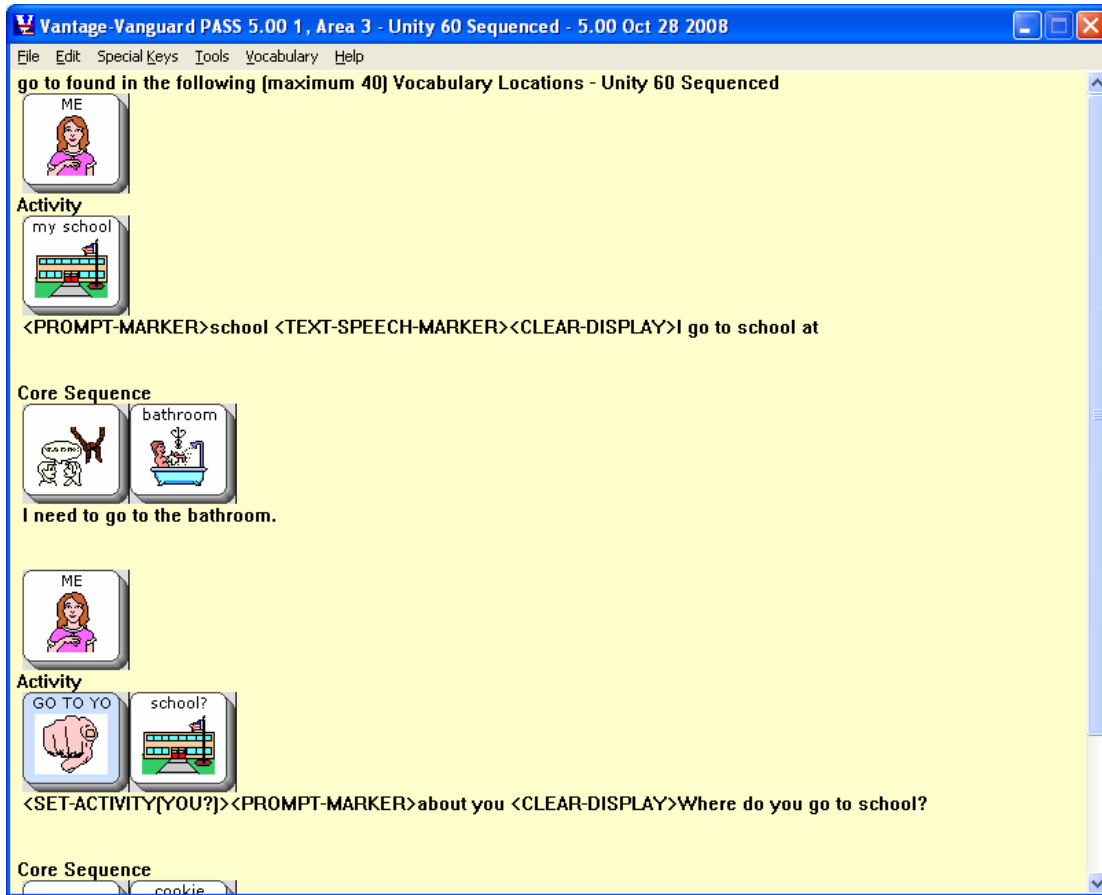 Vantage-Vanguard PASS 5.00 1, Area 3 - Unity 60 Sequenced - 5.00 Oct 28 2008
File Edit Special Keys Tools Vocabulary Help
go to found in the following (maximum 40) Vocabulary Locations - Unity 60 Sequenced
ME
Activity
my school
<PROMPT-MARKER>school <TEXT-SPEECH-MARKER><CLEAR-DISPLAY>I go to school at
Core Sequence
bathroom
I need to go to the bathroom.
ME
Activity
GO TO YO school?
<SET-ACTIVITY(YOU?)><PROMPT-MARKER>about you <CLEAR-DISPLAY>Where do you go to school?
Core Sequence
cookie